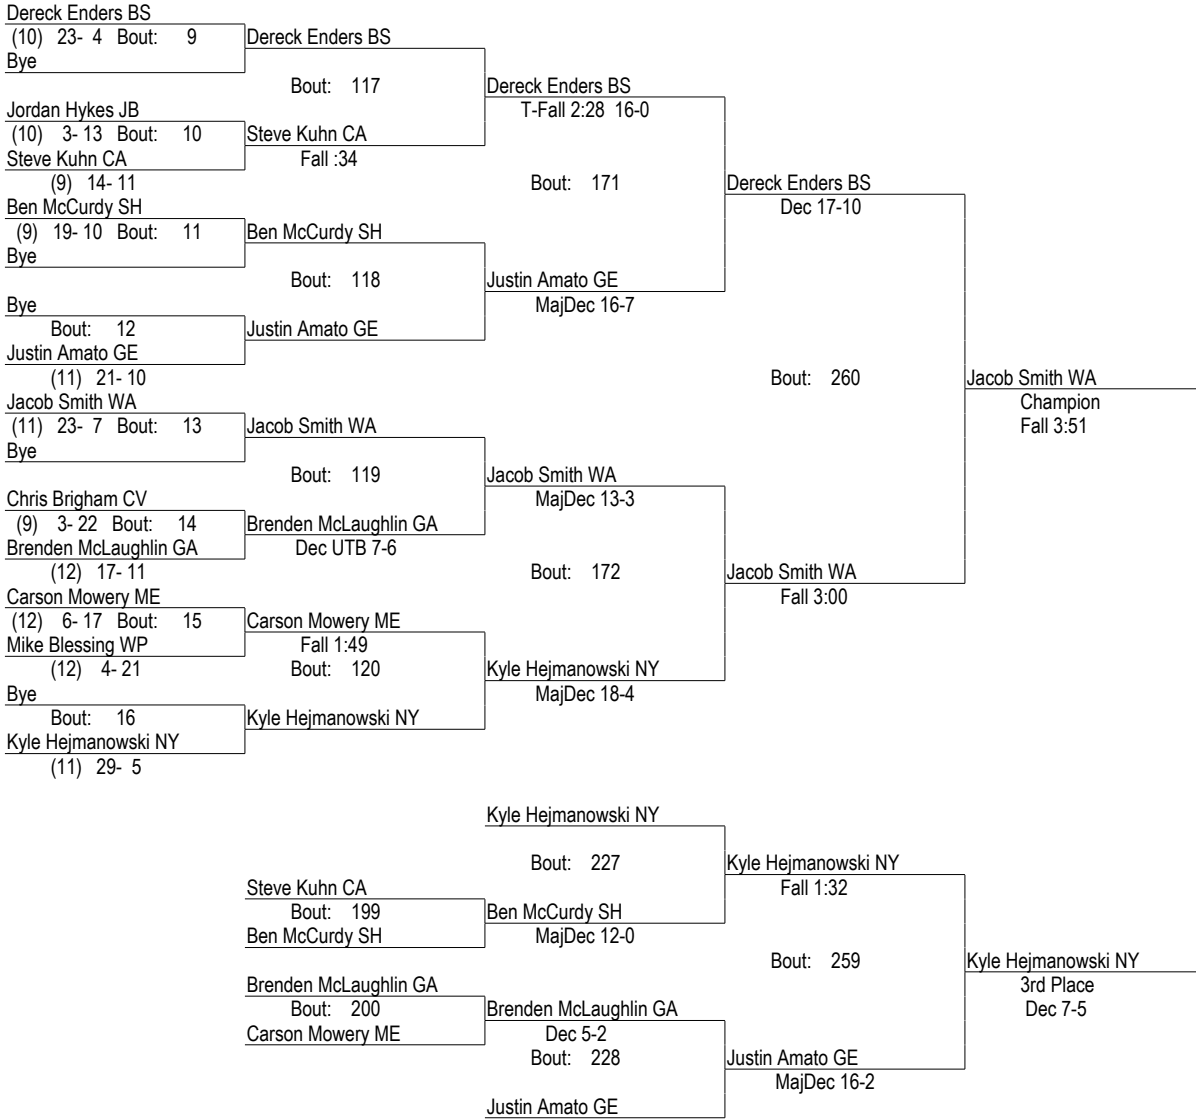 Dereck Enders BS
(10) 23- 4 Bout: 9
Dereck Enders BS
Bye
Bout: 117
Dereck Enders BS
T-Fall 2:28 16-0
Jordan Hykes JB
(10) 3- 13 Bout: 10
Steve Kuhn CA
Steve Kuhn CA
Fall :34
(9) 14- 11
Bout: 171
Dereck Enders BS
Dec 17-10
Ben McCurdy SH
(9) 19- 10 Bout: 11
Ben McCurdy SH
Bye
Bout: 118
Justin Amato GE
MajDec 16-7
Bye
Bout: 12
Justin Amato GE
Justin Amato GE
(11) 21- 10
Bout: 260
Jacob Smith WA
Champion
Fall 3:51
Jacob Smith WA
(11) 23- 7 Bout: 13
Jacob Smith WA
Bye
Bout: 119
Jacob Smith WA
MajDec 13-3
Chris Brigham CV
(9) 3- 22 Bout: 14
Brenden McLaughlin GA
Brenden McLaughlin GA
Dec UTB 7-6
(12) 17- 11
Bout: 172
Jacob Smith WA
Fall 3:00
Carson Mowery ME
(12) 6- 17 Bout: 15
Carson Mowery ME
Mike Blessing WP
Fall 1:49
(12) 4- 21
Bout: 120
Kyle Hejmanowski NY
MajDec 18-4
Bye
Bout: 16
Kyle Hejmanowski NY
Kyle Hejmanowski NY
(11) 29- 5
Kyle Hejmanowski NY
Bout: 227
Kyle Hejmanowski NY
Fall 1:32
Steve Kuhn CA
Bout: 199
Ben McCurdy SH
Ben McCurdy SH
MajDec 12-0
Bout: 259
Kyle Hejmanowski NY
3rd Place
Dec 7-5
Brenden McLaughlin GA
Bout: 200
Brenden McLaughlin GA
Carson Mowery ME
Dec 5-2
Bout: 228
Justin Amato GE
MajDec 16-2
Justin Amato GE